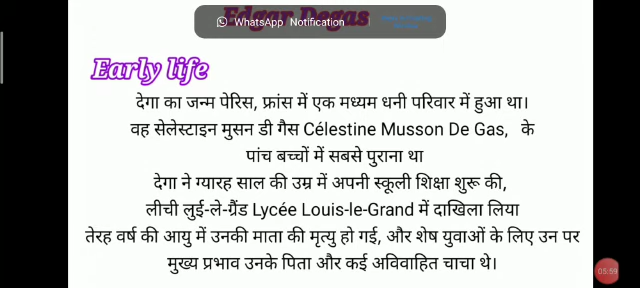 Edgar Degas
WhatsApp Notification
Early life
देगा का जन्म पेरिस, फ्रांस में एक मध्यम धनी परिवार में हुआ था।
वह सेलेस्टाइन मुसन डी गैस Célestine Musson De Gas, के
पांच बच्चों में सबसे पुराना था
देगा ने ग्यारह साल की उम्र में अपनी स्कूली शिक्षा शुरू की,
लीची लुई-ले-ग्रैंड Lycée Louis-le-Grand में दाखिला लिया
तेरह वर्ष की आयु में उनकी माता की मृत्यु हो गई, और शेष युवाओं के लिए उन पर
मुख्य प्रभाव उनके पिता और कई अविवाहित चाचा थे।
05:59